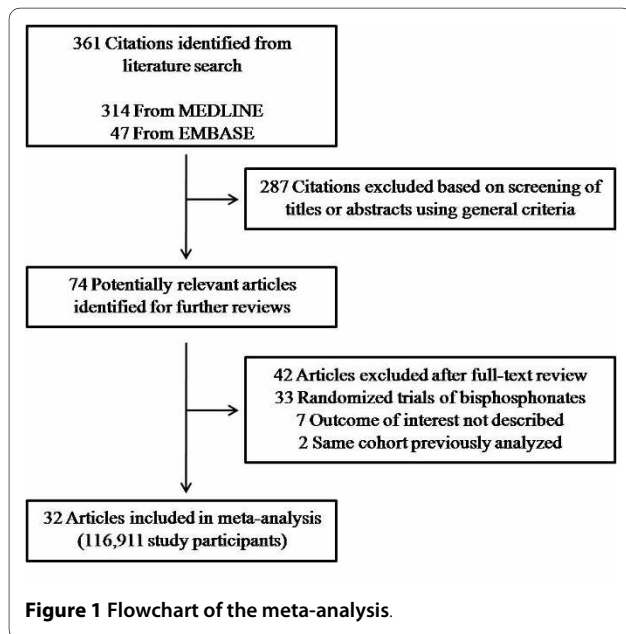 361 Citations identified from
literature search
314 From MEDLINE
47 From EMBASE
287 Citations excluded based on screening of
titles or abstracts using general criteria
74 Potentially relevant articles
identified for further reviews
42 Articles excluded after full-text review
33 Randomized trials of bisphosphonates
7 Outcome of interest not described
2 Same cohort previously analyzed
32 Articles included in meta-analysis
(116,911 study participants)
Figure 1 Flowchart of the meta-analysis.